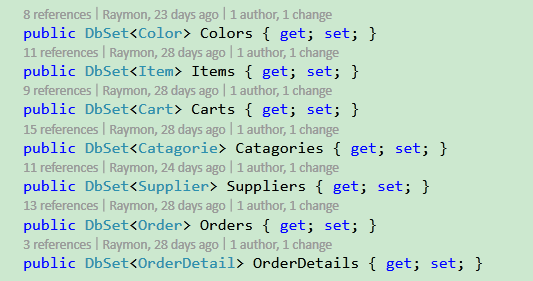 8 references | Raymon, 23 days ago | 1 author, 1 change
public DbSet<Color> Colors { get; set; }
11 references | Raymon, 28 days ago | 1 author, 1 change
public DbSet<Item> Items { get; set; }
9 references | Raymon, 28 days ago | 1 author, 1 change
public DbSet<Cart> Carts { get; set; }
15 references | Raymon, 28 days ago | 1 author, 1 change
public DbSet<Catagorie> Catagories { get; set; }
11 references | Raymon, 24 days ago | 1 author, 1 change
public DbSet<Supplier> Suppliers { get; set; }
13 references | Raymon, 28 days ago | 1 author, 1 change
public DbSet<Order> Orders { get; set; }
3 references | Raymon, 28 days ago | 1 author, 1 change
public DbSet<OrderDetail> OrderDetails { get; set; }